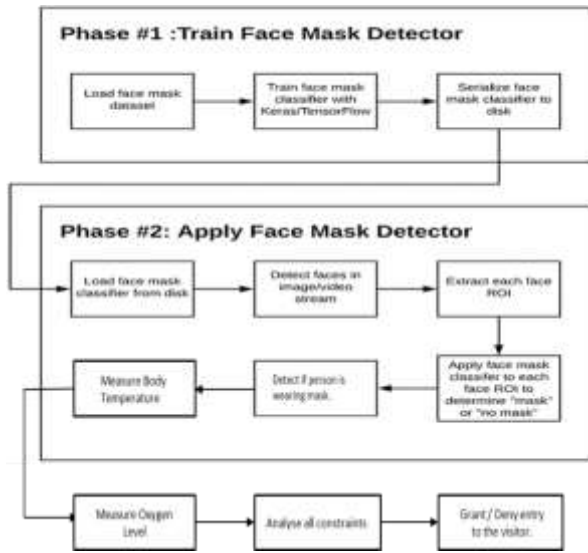 Phase #1 :Train Face Mask Detector
Load face mask
dataset
Train face mask
classifier with
Keras/TensorFlow
Serialize face
mask classifier to
disk
Phase #2: Apply Face Mask Detector
Load face mask
classifier from disk
Detect faces in
image/video
stream
Extract each face
ROI
Measure Body
Temperature
Detect if person is
wearing mask.
Apply face mask
classifer to each
face ROI to
determine "mask"
or "no mask"
Measure Oxygen
Level
Analyse all constraints
Grant / Deny entry
to the visitor.